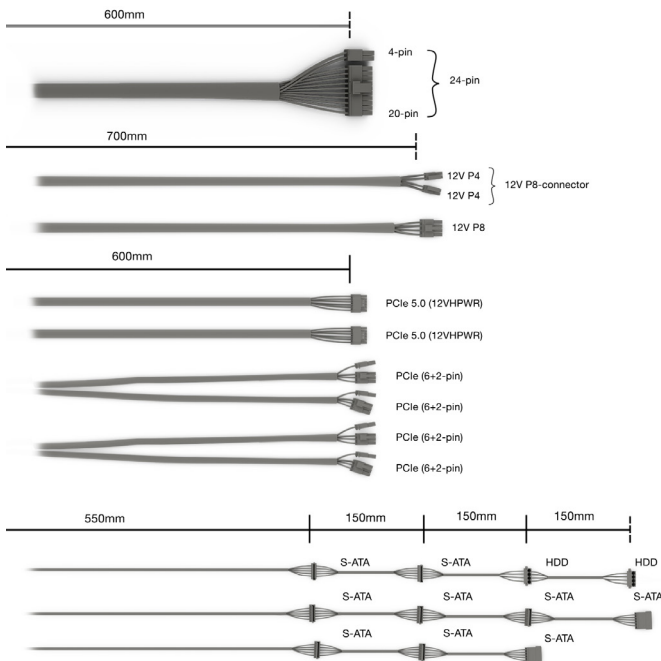 600mm
4-pin
24-pin
20-pin
700mm
12V P4
12V P4
12V P8-connector
12V P8
600mm
PCIe 5.0 (12VHPWR)
PCIe 5.0 (12VHPWR)
PCIe (6+2-pin)
PCIe (6+2-pin)
PCIe (6+2-pin)
PCIe (6+2-pin)
550mm 150mm 150mm 150mm
S-ATA S-ATA HDD HDD
S-ATA S-ATA S-ATA S-ATA
S-ATA S-ATA S-ATA